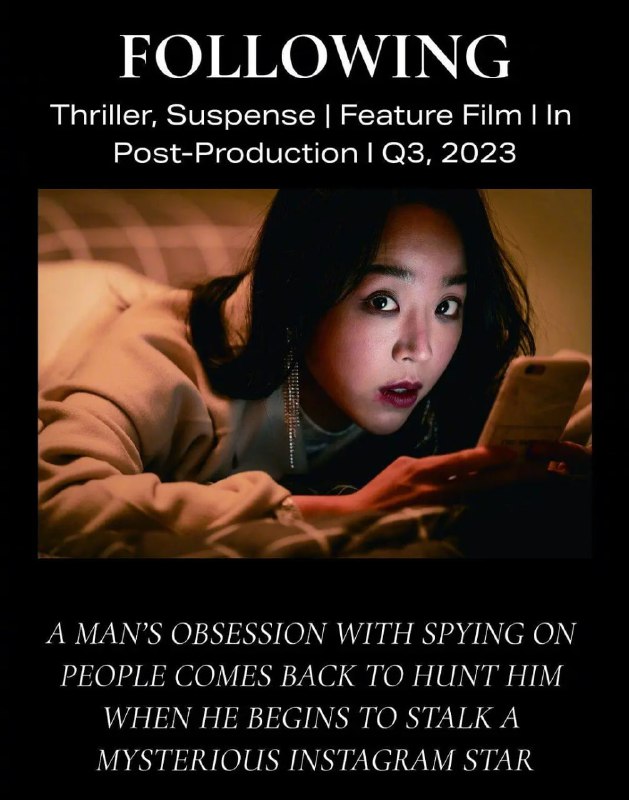 FOLLOWING
Thriller, Suspense | Feature Film I In
Post-Production I Q3, 2023
A MAN'S OBSESSION WITH SPYING ON
PEOPLE COMES BACK TO HUNT HIM
WHEN HE BEGINS TO STALK A
MYSTERIOUS INSTAGRAM STAR